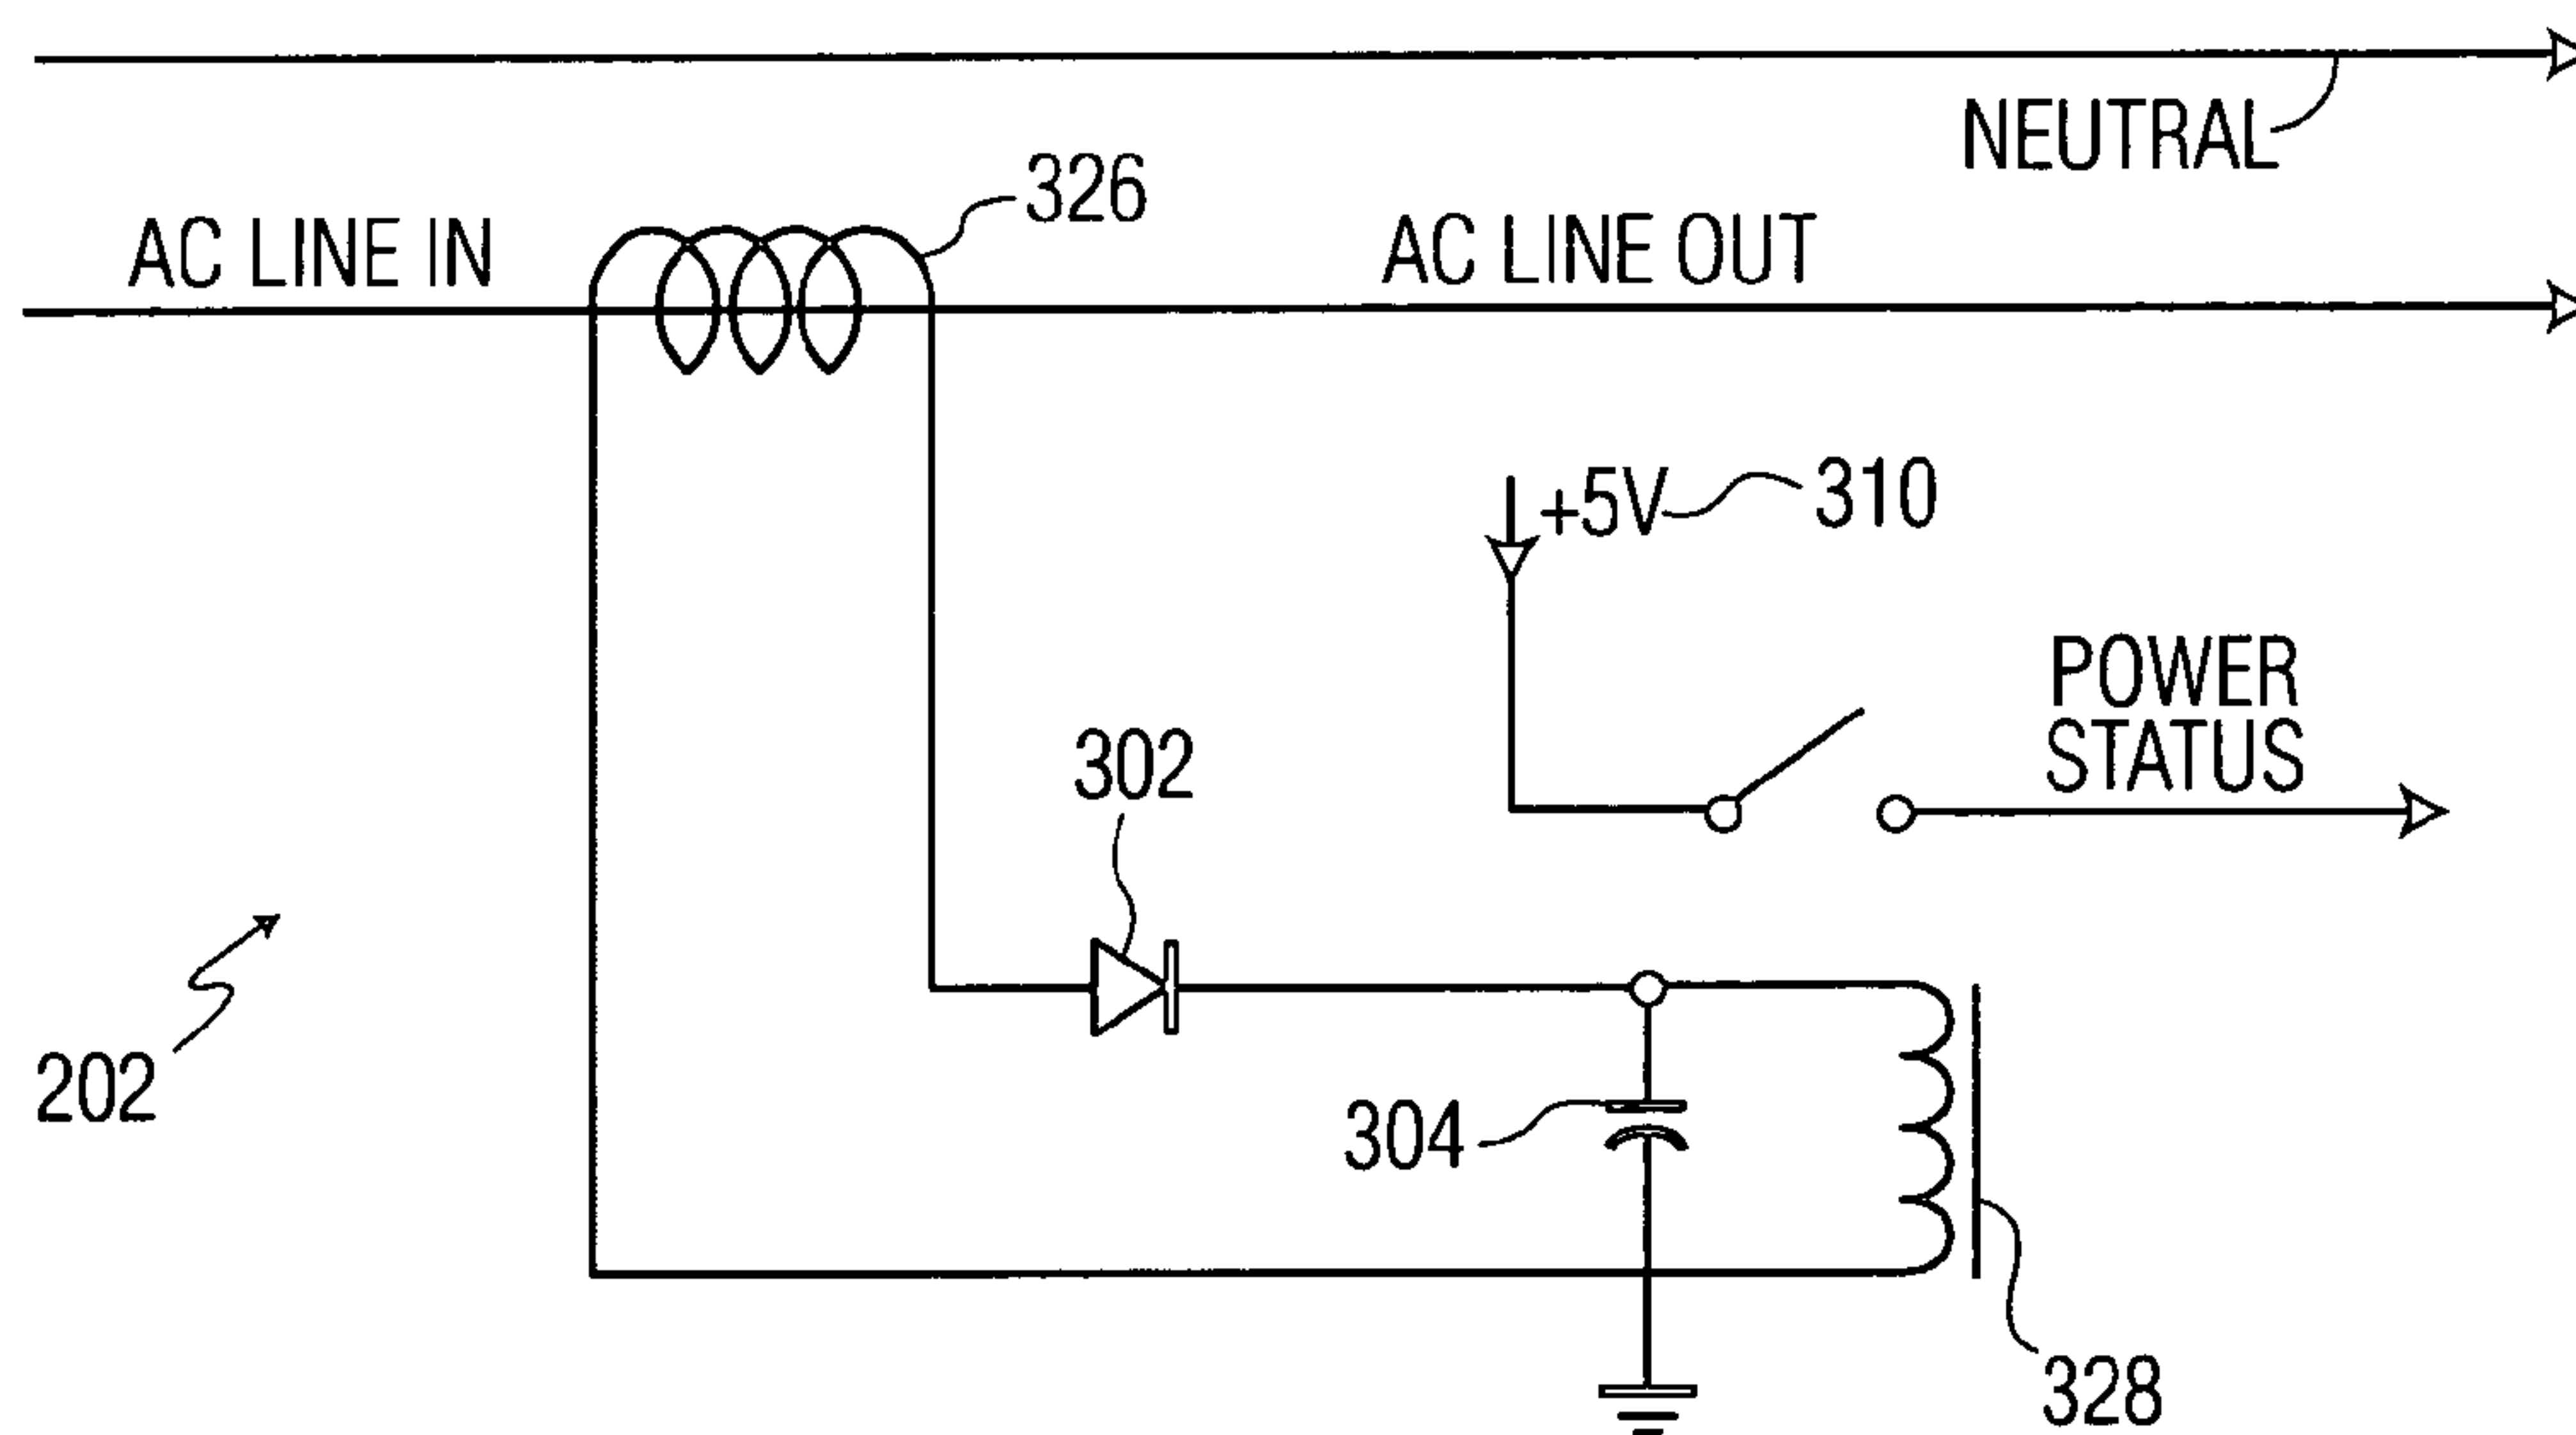 NEUTRAL
326
AC LINE IN
AC LINE OUT
+5V
310
POWER
STATUS
302
202
304
328